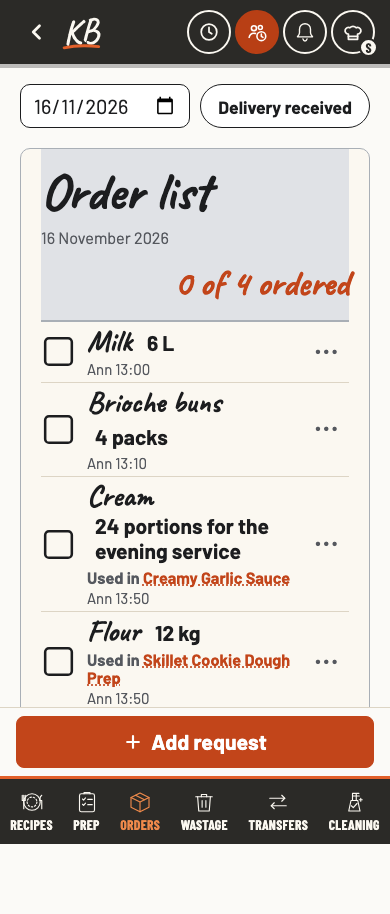 KB
$
16/11/2026
Delivery received
Order list
16 November 2026
0 of 4 ordered
Milk 6 L
Ann 13:00
Brioche buns
4 packs
Ann 13:10
Cream
24 portions for the
evening service
Used in Creamy Garlic Sauce
Ann 13:50
Flour 12 kg
Used in Skillet Cookie Dough
Prep
Ann 13:50
+ Add request
RECIPES PREP ORDERS WASTAGE TRANSFERS CLEANING